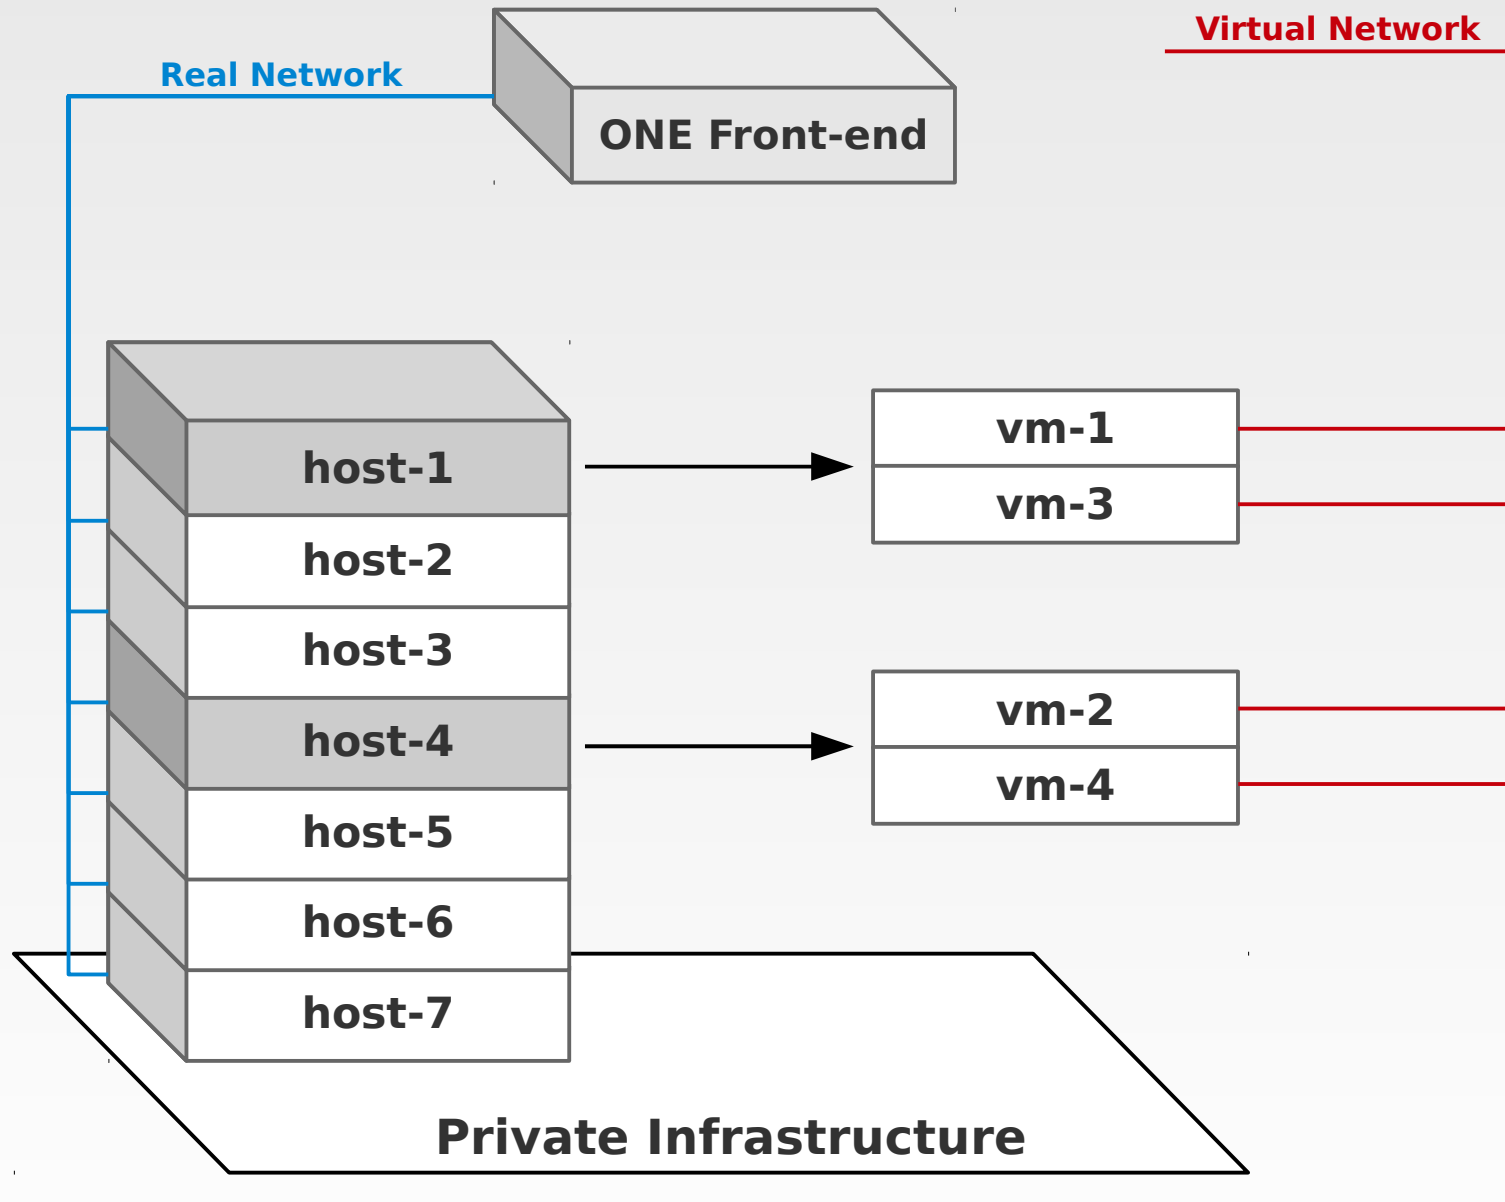 Virtual Network
Real Network
ONE Front-end
host-1
host-2
host-3
host-4
host-5
host-6
host-7
vm-1
vm-3
vm-2
vm-4
Private Infrastructure